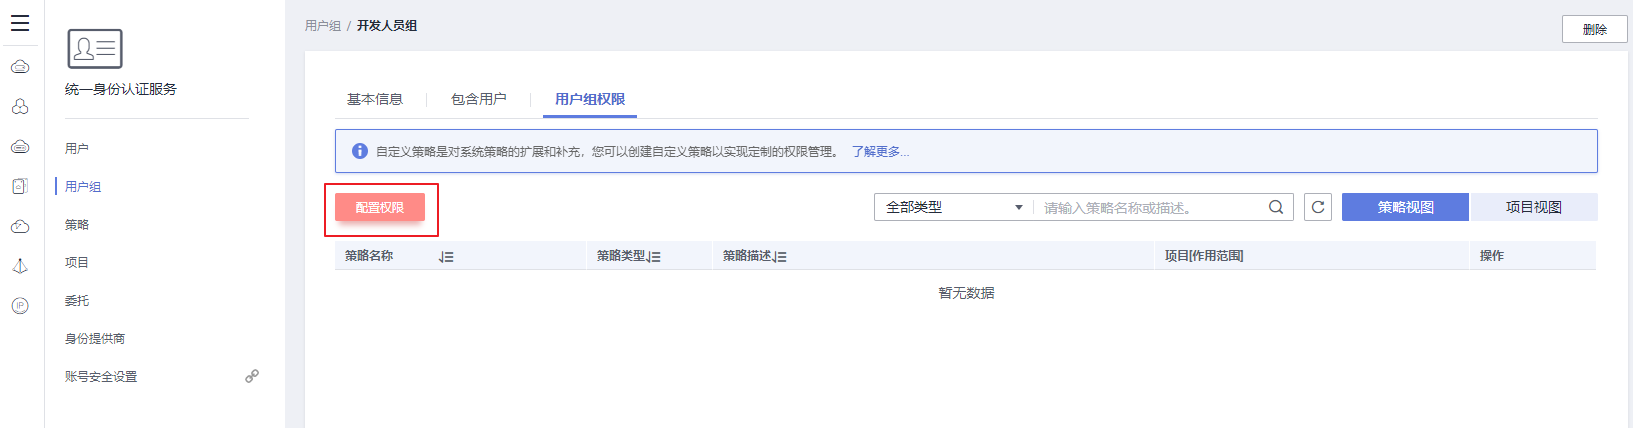 统一身份认证服务
用户
用户组
策略
项目
委托
身份提供商
账号安全设置
IP
用户组 / 开发人员组
删除
基本信息 包含用户 用户组权限
自定义策略是对系统策略的扩展和补充，您可以创建自定义策略以实现定制的权限管理。 了解更多...
配置权限 全部类型 请输入策略名称或描述。 策略视图 项目视图
策略名称 策略类型 策略描述 项目[作用范围] 操作
暂无数据